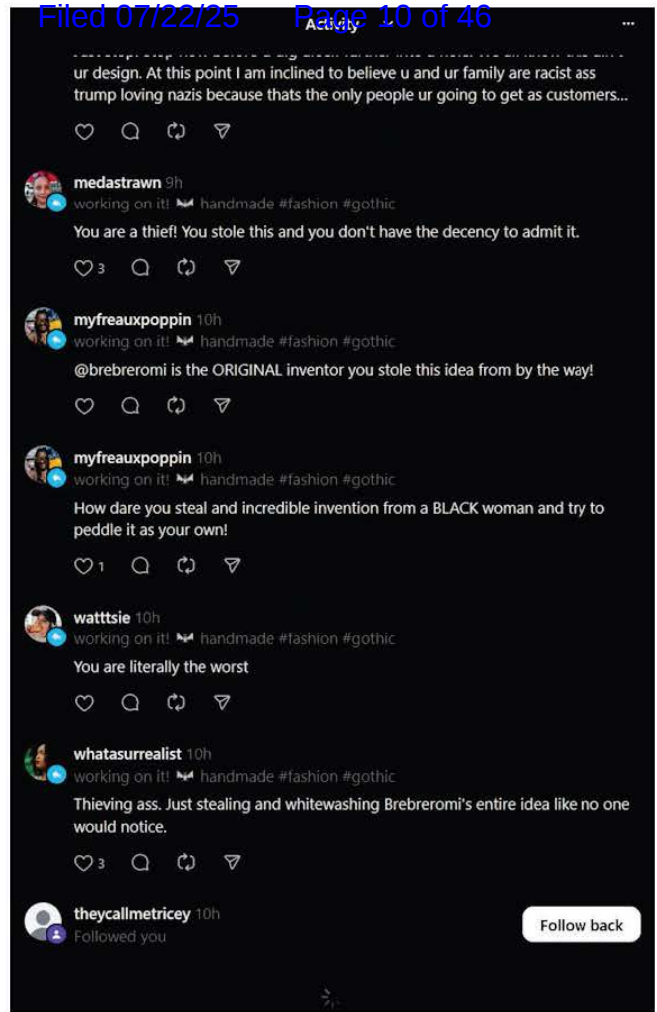 Filed 07/22/25 Page 10 of 46
Activity
ur design. At this point I am inclined to believe u and ur family are racist ass
trump loving nazis because thats the only people ur going to get as customers...
medastrawn 9h
working on it! handmade #fashion #gothic
You are a thief! You stole this and you don't have the decency to admit it.
3
myfreauxpoppin 10h
working on it! handmade #fashion #gothic
@brebreromi is the ORIGINAL inventor you stole this idea from by the way!
myfreauxpoppin 10h
working on it! handmade #fashion #gothic
How dare you steal and incredible invention from a BLACK woman and try to
peddle it as your own!
1
watttsie 10h
working on it! handmade #fashion #gothic
You are literally the worst
whatasurrealist 10h
working on it! handmade #fashion #gothic
Thieving ass. Just stealing and whitewashing Brebreromi's entire idea like no one
would notice.
3
theycallmetricey 10h
Followed you
Follow back